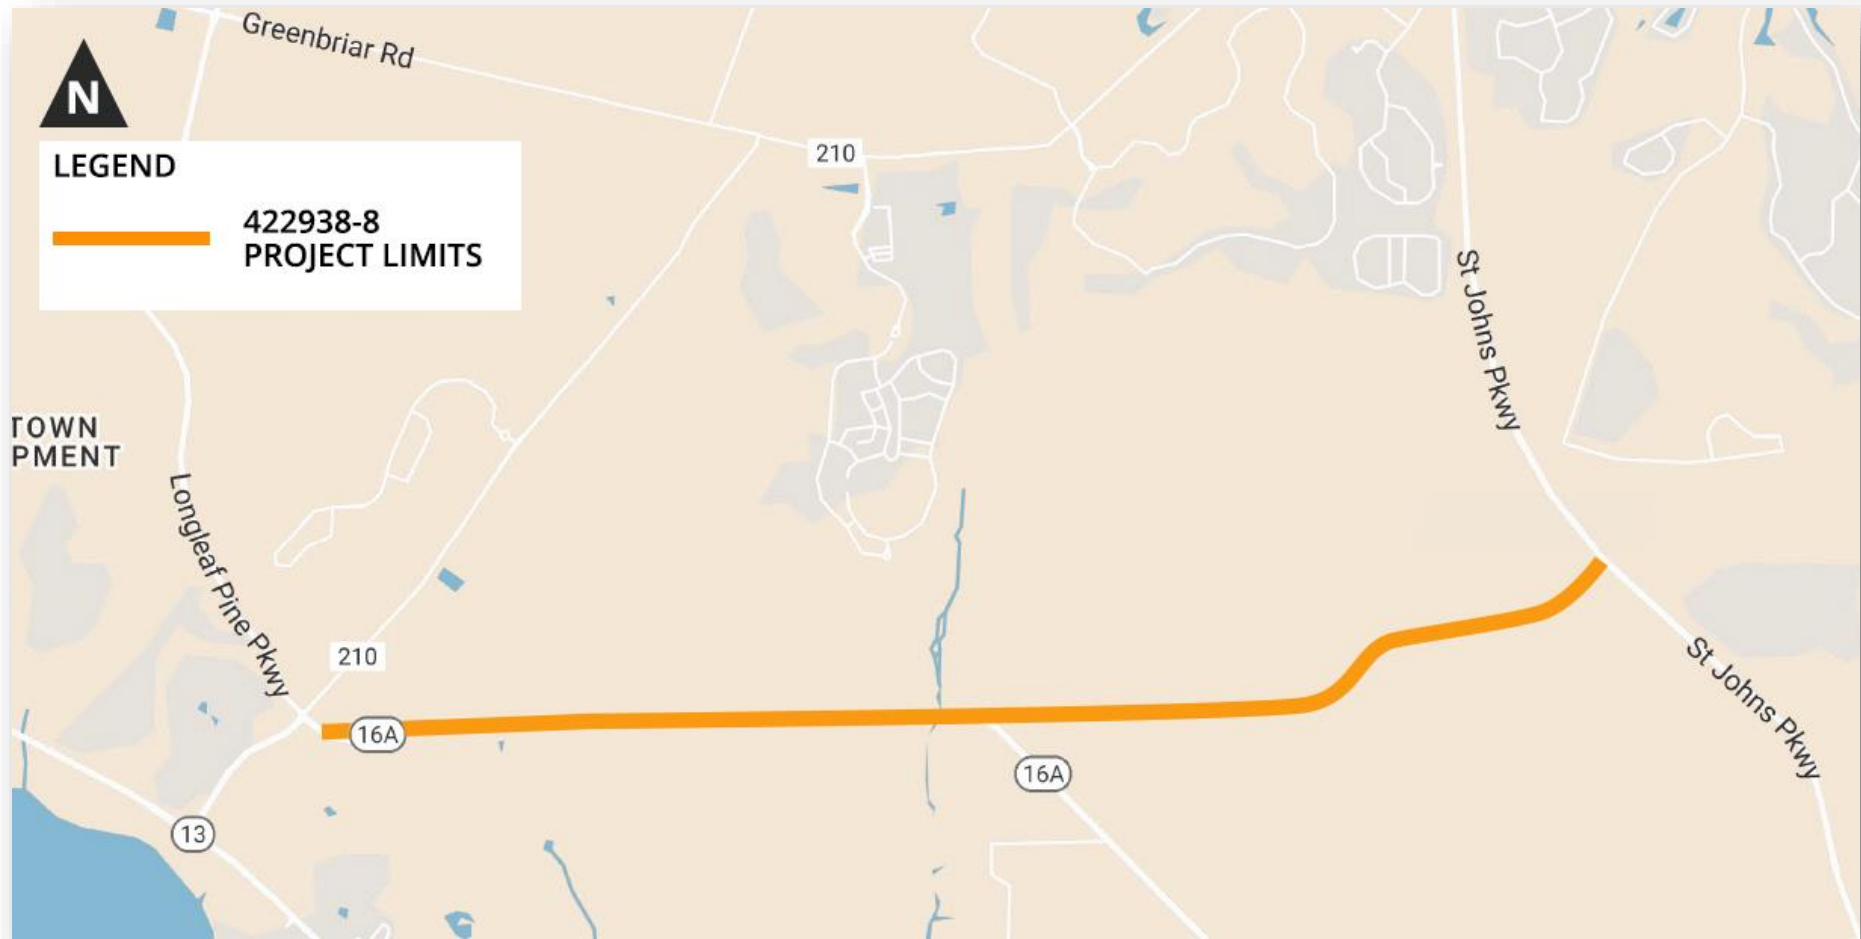 Greenbriar Rd
N
LEGEND
422938-8
PROJECT LIMITS
210
St Johns Pkwy
TOWN
PMENT
Longleaf Pine Pkwy
210
16A
St Johns Pkwy
16A
13